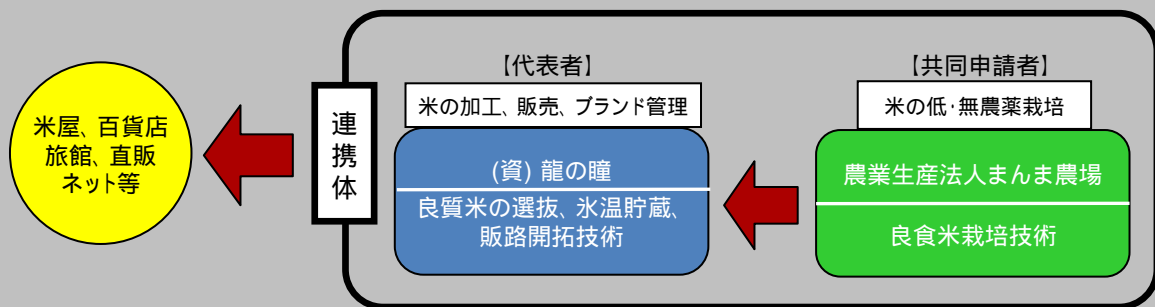 米屋、百貨店
旅館、直販
ネット等
連携体
【代表者】
米の加工、販売、ブランド管理
(資) 龍の瞳
良質米の選抜、氷温貯蔵、
販路開拓技術
【共同申請者】
米の低・無農薬栽培
農業生産法人まんま農場
良食米栽培技術